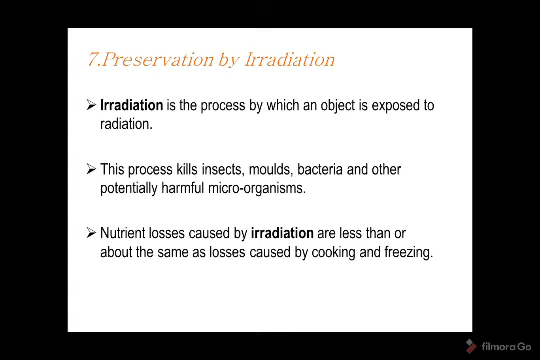 7.Preservation by Irradiation
➢ Irradiation is the process by which an object is exposed to
radiation.
➢ This process kills insects, moulds, bacteria and other
potentially harmful micro-organisms.
➢ Nutrient losses caused by irradiation are less than or
about the same as losses caused by cooking and freezing.
filmora Go